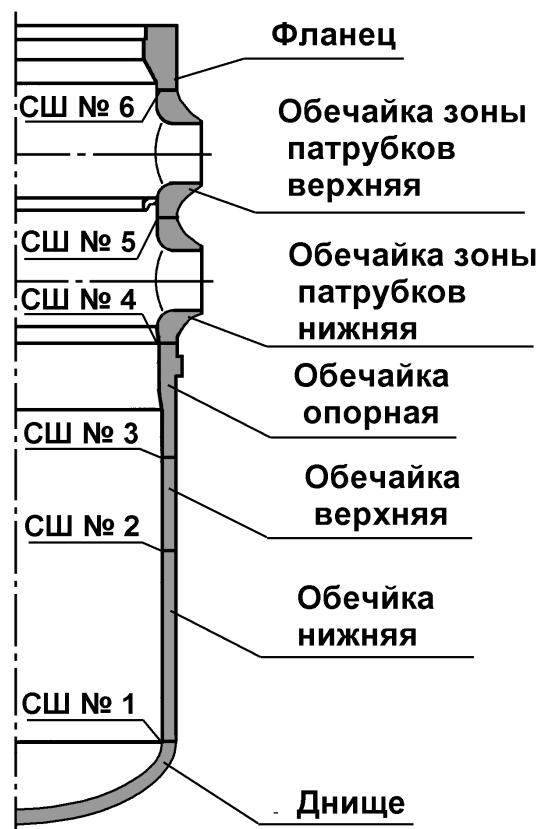 Фланец
СШ № 6
Обечайка зоны
патрубков
верхняя
СШ № 5
Обечайка зоны
патрубков
нижняя
СШ № 4
Обечайка
опорная
СШ № 3
Обечайка
верхняя
СШ № 2
Обечйка
нижняя
СШ № 1
Днище